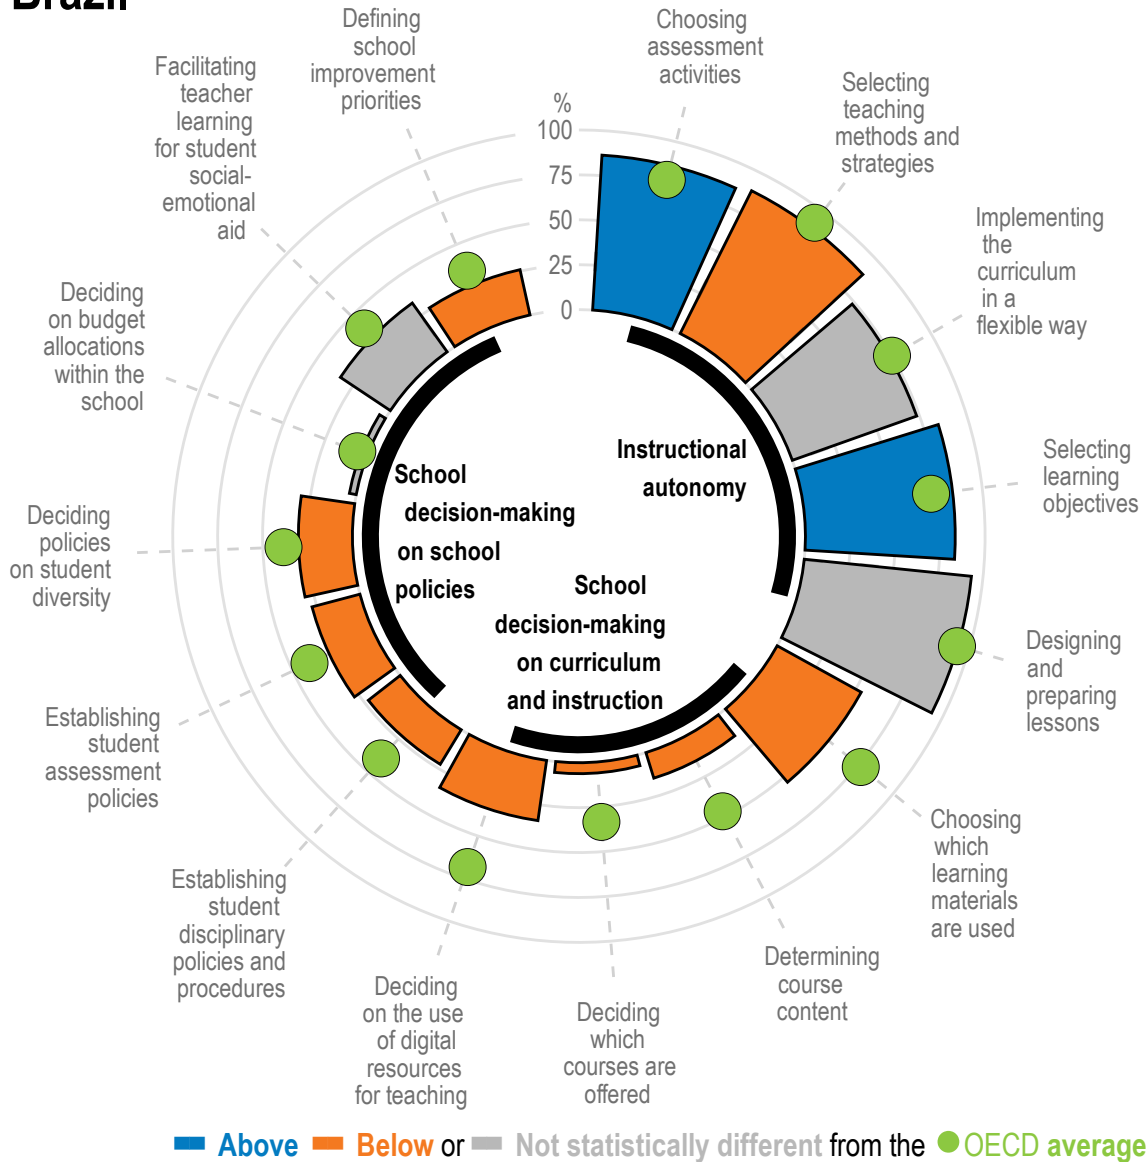 Brazil
Defining
school
improvement
priorities
Choosing
assessment
activities
Facilitating
teacher
learning
for student
social-
emotional
aid
Selecting
teaching
methods and
strategies
%
100
75
50
25
0
Implementing
the
curriculum
in a
flexible way
Deciding
on budget
allocations
within the
school
Selecting
learning
objectives
Instructional
autonomy
School
decision-making
on school
policies
School
decision-making
on curriculum
and instruction
Deciding
policies
on student
diversity
Designing
and
preparing
lessons
Establishing
student
assessment
policies
Choosing
which
learning
materials
are used
Establishing
student
disciplinary
policies and
procedures
Determining
course
content
Deciding
on the use
of digital
resources
for teaching
Deciding
which
courses are
offered
Above Below or Not statistically different from the OECD average